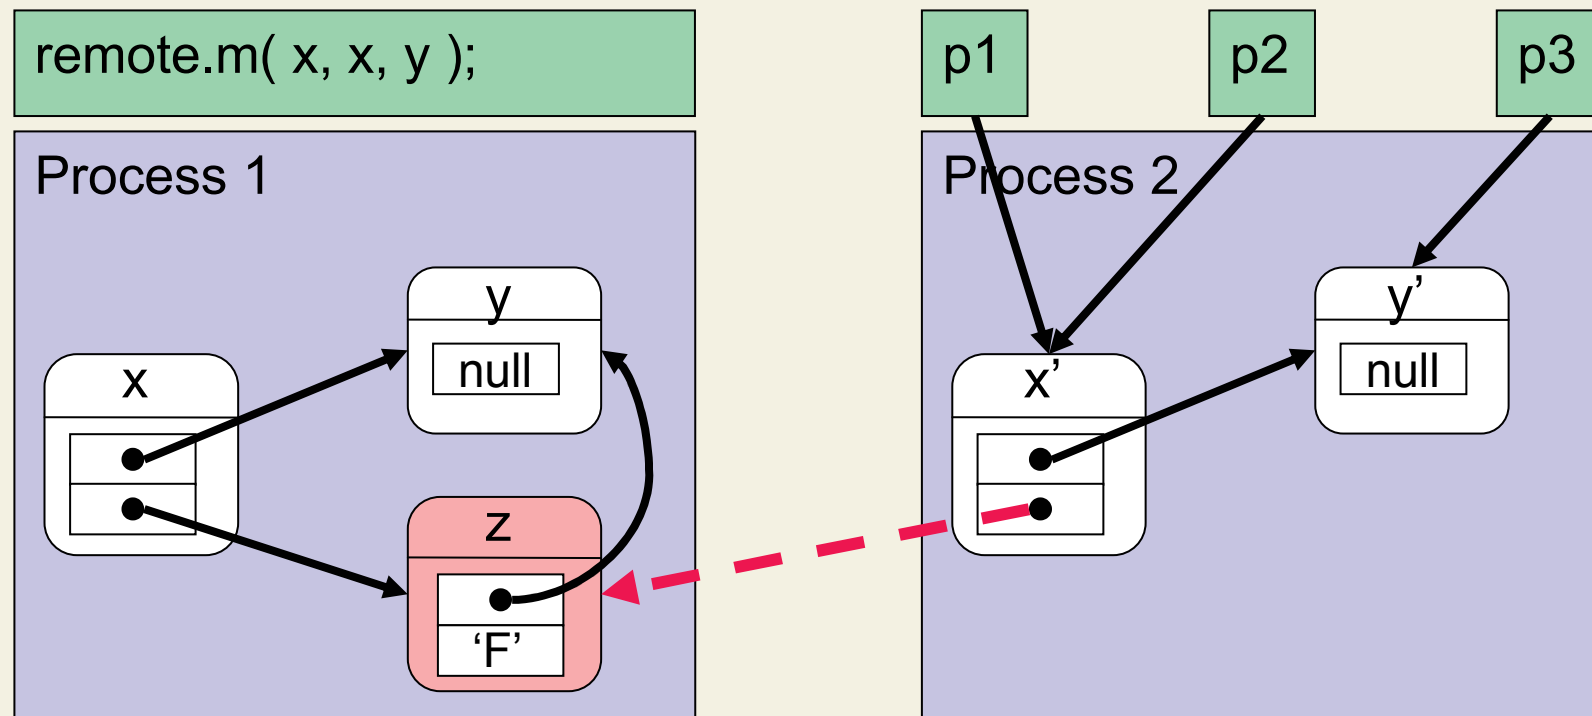 remote.m( x, x, y );
p1
p2
p3
Process 1
Process 2
y
null
x
z
‘F’
y’
null
x’